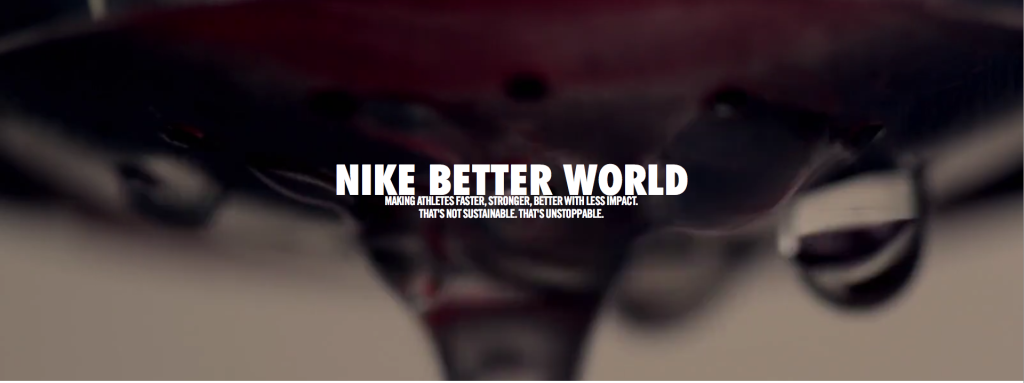 NIKE BETTER WORLD
MAKING ATHLETES FASTER, STRONGER, BETTER WITH LESS IMPACT.
THAT'S NOT SUSTAINABLE. THAT'S UNSTOPPABLE.